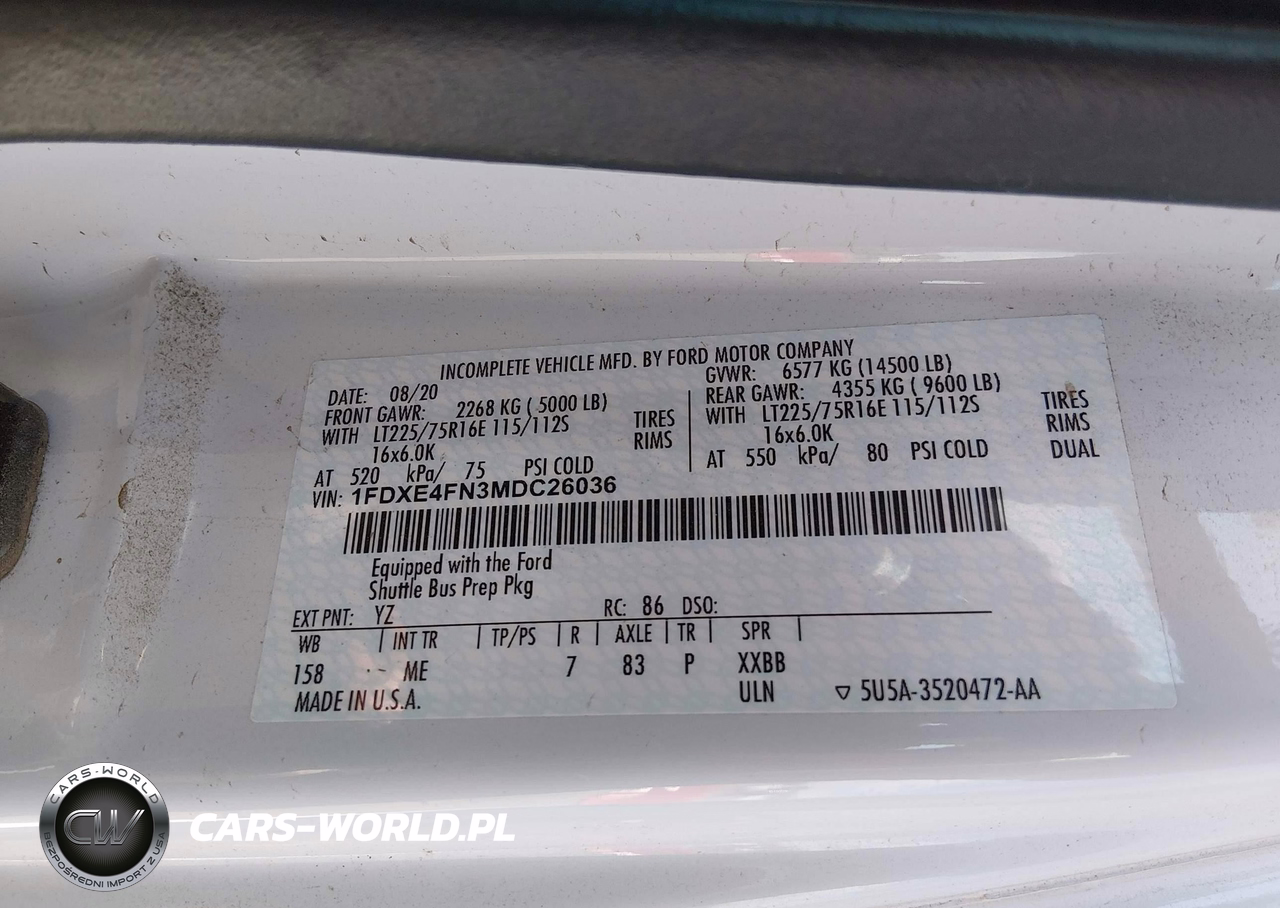 INCOMPLETE VEHICLE MFD. BY FORD MOTOR COMPANY
DATE: 08/20 GVWR: 6577 KG (14500 LB)
FRONT GAWR: 2268 KG ( 5000 LB) REAR GAWR: 4355 KG ( 9600 LB)
WITH LT225/75R16E 115/112S TIRES WITH LT225/75R16E 115/112S TIRES
16x6.0K RIMS 16x6.0K RIMS
AT 520 kPa/ 75 PSI COLD AT 550 kPa/ 80 PSI COLD DUAL
VIN: 1FDXE4FN3MDC26036
Equipped with the Ford
Shuttle Bus Prep Pkg
EXT PNT: YZ RC: 86 DSO:
WB | INT TR | TP/PS | R | AXLE | TR | SPR |
158 -- ME 7 83 P XXBB
MADE IN U.S.A. ULN ▽ 5U5A-3520472-AA
CARS-WORLD
CW
BEZPOŚREDNI IMPORT Z USA
CARS-WORLD.PL